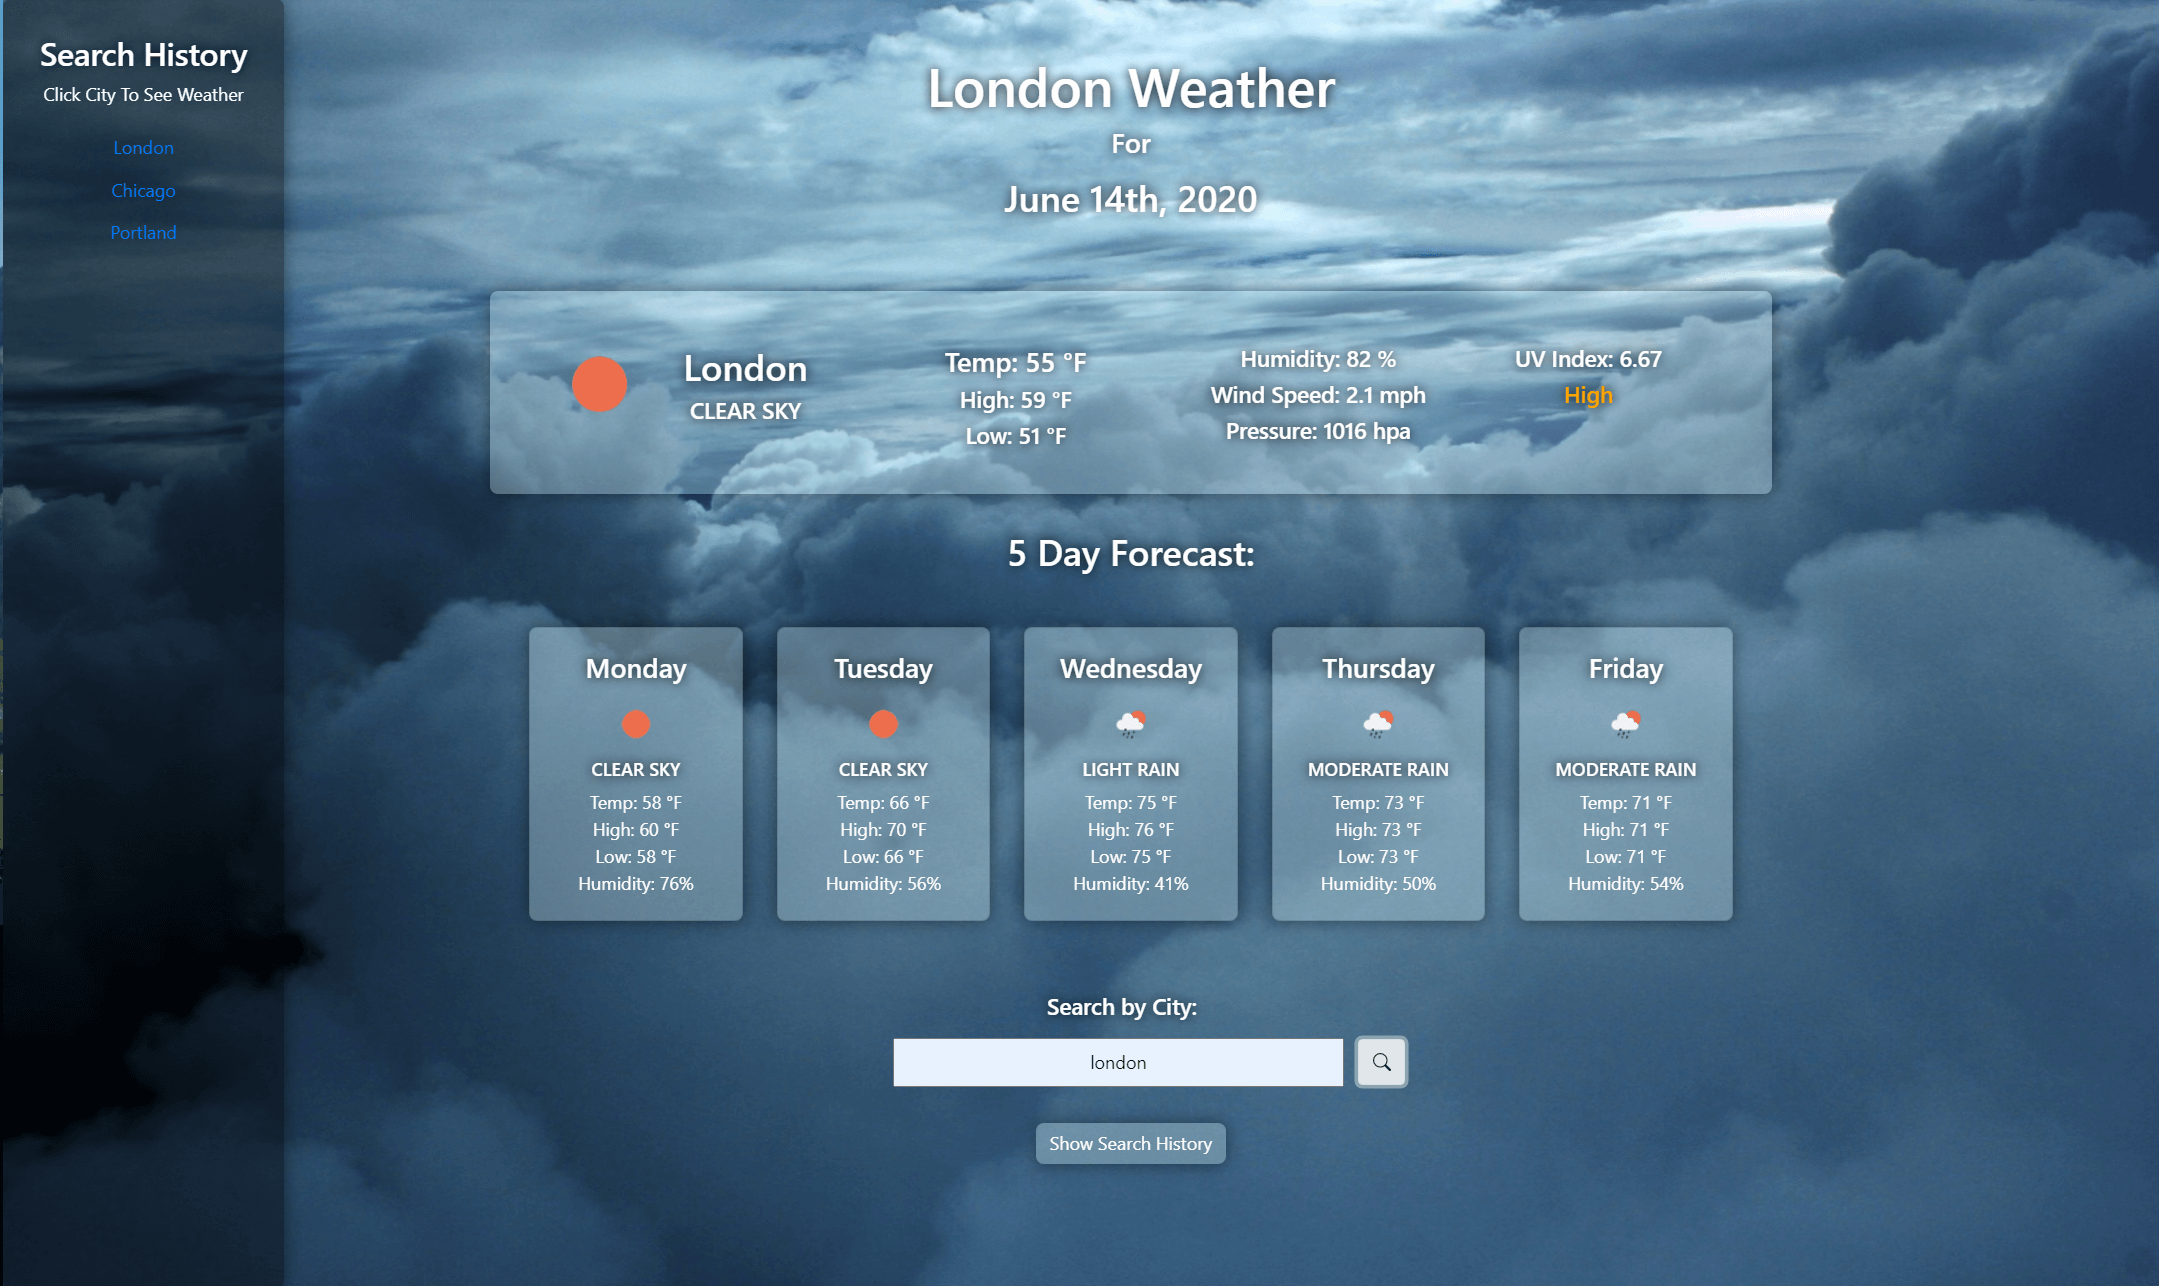 Search History
Click City To See Weather
London
Chicago
Portland
London Weather
For
June 14th, 2020
London
CLEAR SKY
Temp: 55 °F
High: 59 °F
Low: 51 °F
Humidity: 82 %
Wind Speed: 2.1 mph
Pressure: 1016 hpa
UV Index: 6.67
High
5 Day Forecast:
Monday
CLEAR SKY
Temp: 58 °F
High: 60 °F
Low: 58 °F
Humidity: 76%
Tuesday
CLEAR SKY
Temp: 66 °F
High: 70 °F
Low: 66 °F
Humidity: 56%
Wednesday
LIGHT RAIN
Temp: 75 °F
High: 76 °F
Low: 75 °F
Humidity: 41%
Thursday
MODERATE RAIN
Temp: 73 °F
High: 73 °F
Low: 73 °F
Humidity: 50%
Friday
MODERATE RAIN
Temp: 71 °F
High: 71 °F
Low: 71 °F
Humidity: 54%
Search by City:
london
Show Search History